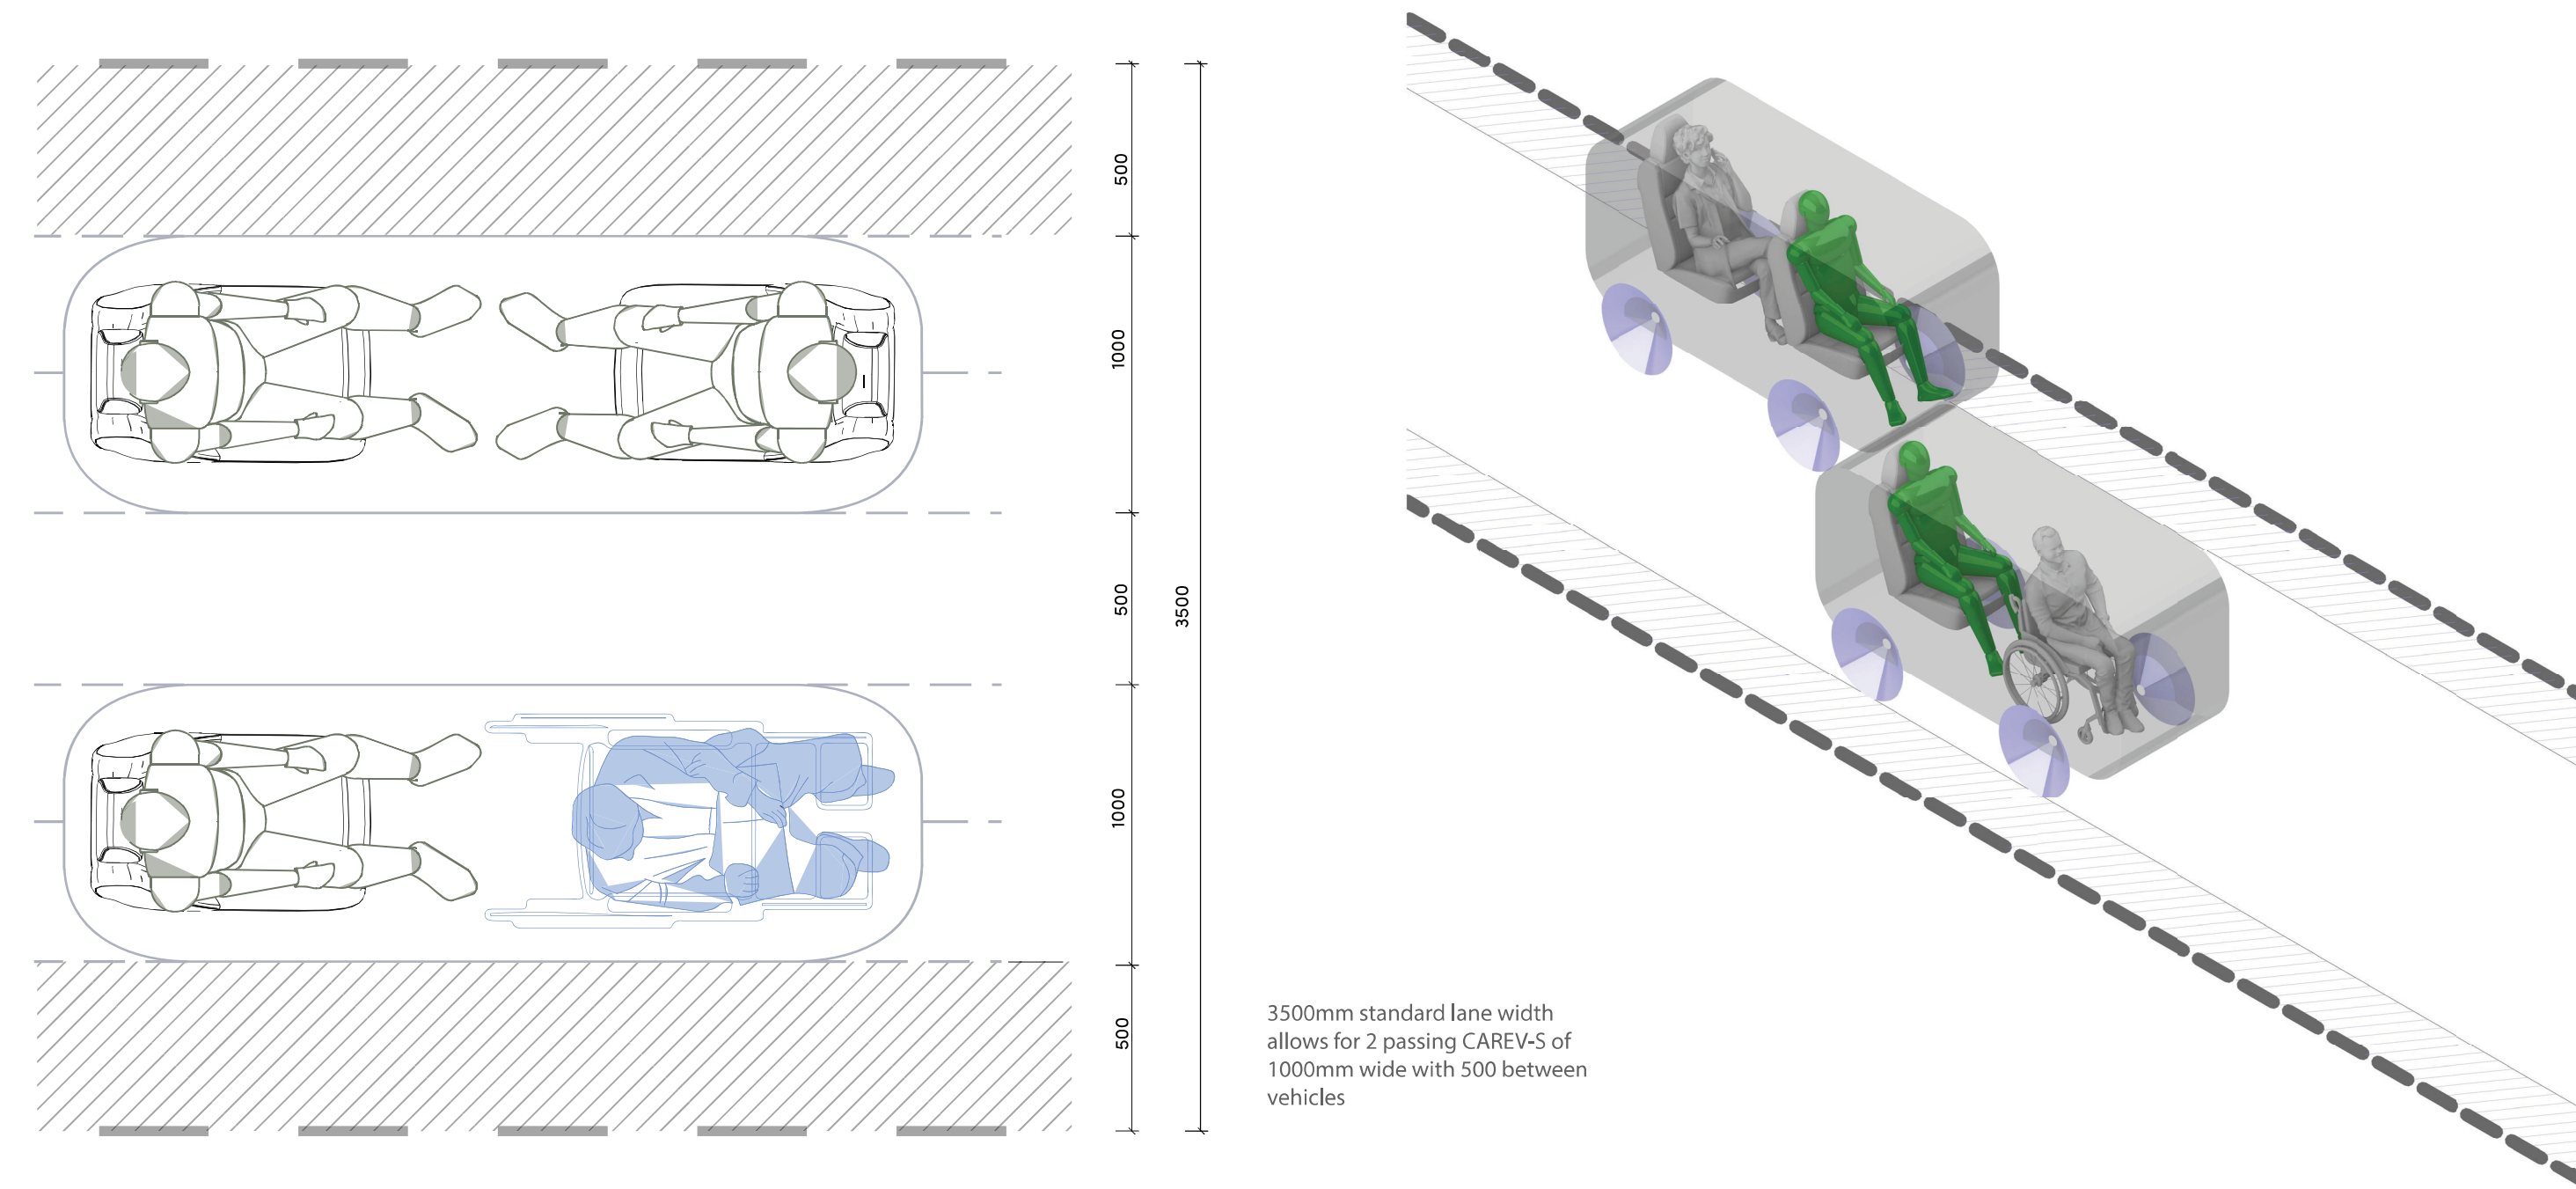 500
1000
500
3500
1000
500
3500mm standard lane width
allows for 2 passing CAREV-S of
1000mm wide with 500 between
vehicles